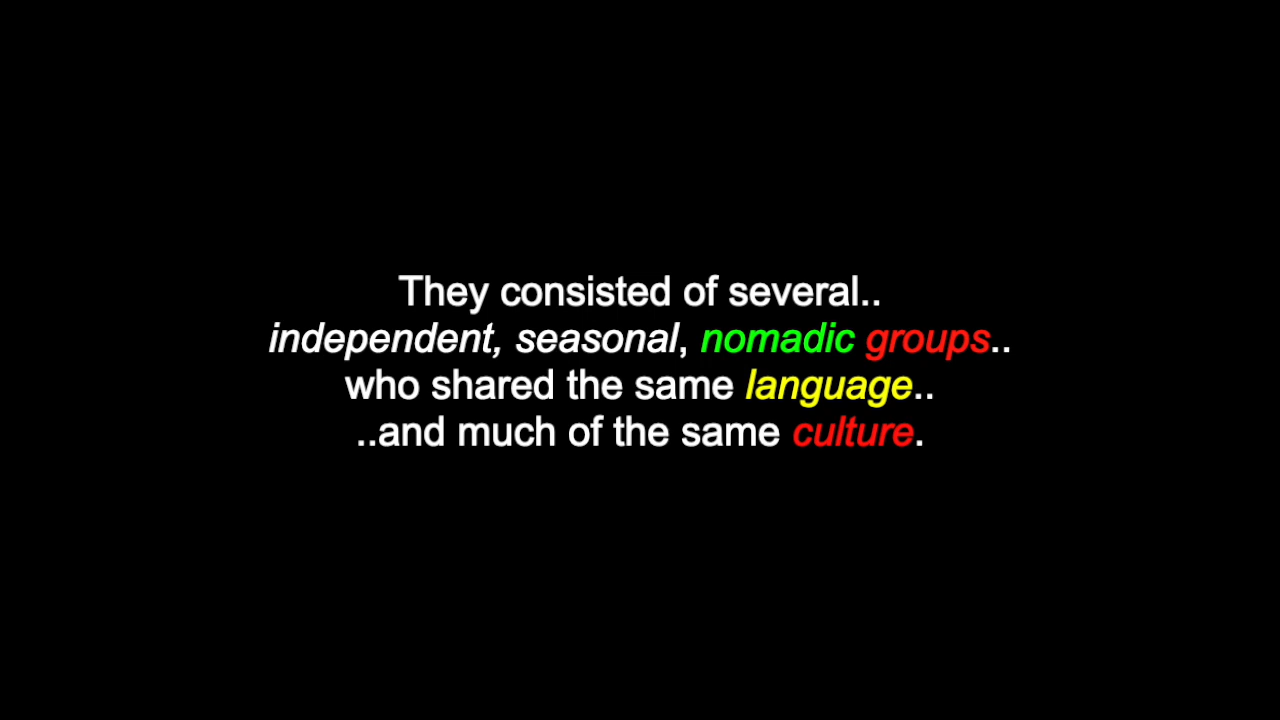 They consisted of several..
independent, seasonal, nomadic groups..
who shared the same language..
..and much of the same culture.